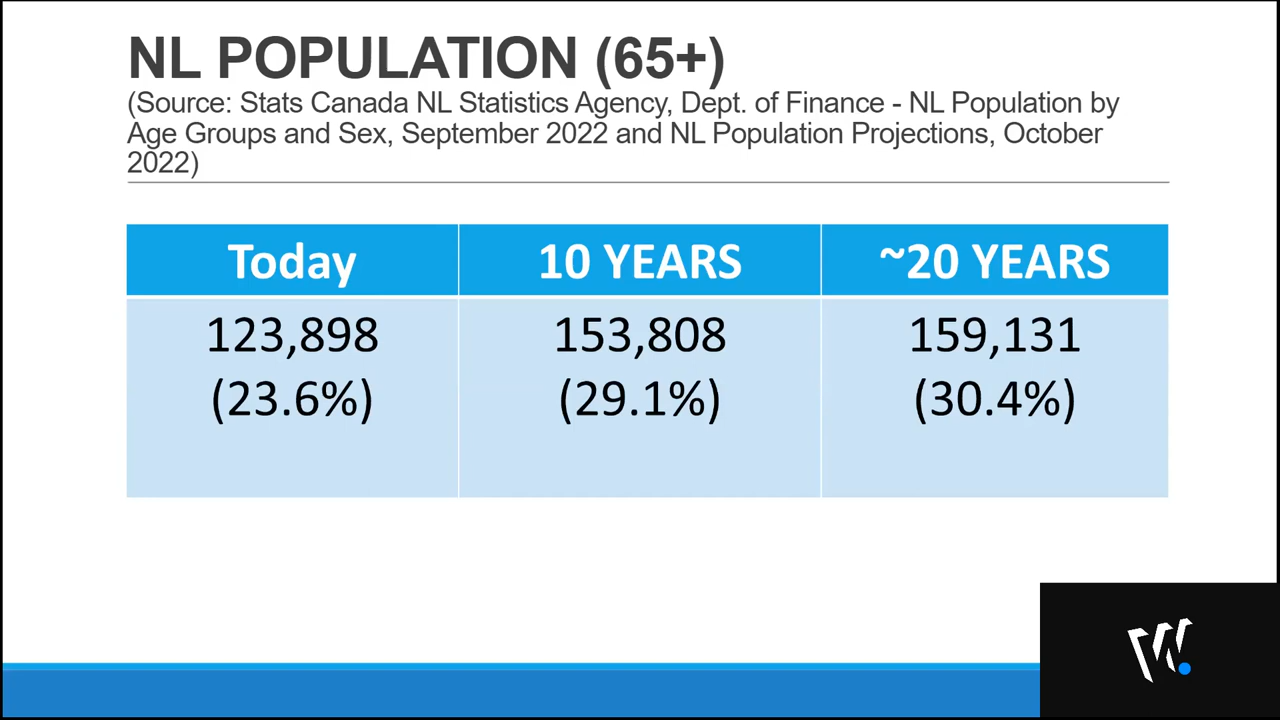 NL POPULATION (65+)
(Source: Stats Canada NL Statistics Agency, Dept. of Finance - NL Population by
Age Groups and Sex, September 2022 and NL Population Projections, October
2022)
Today
10 YEARS
~20 YEARS
123,898
(23.6%)
153,808
(29.1%)
159,131
(30.4%)
W.